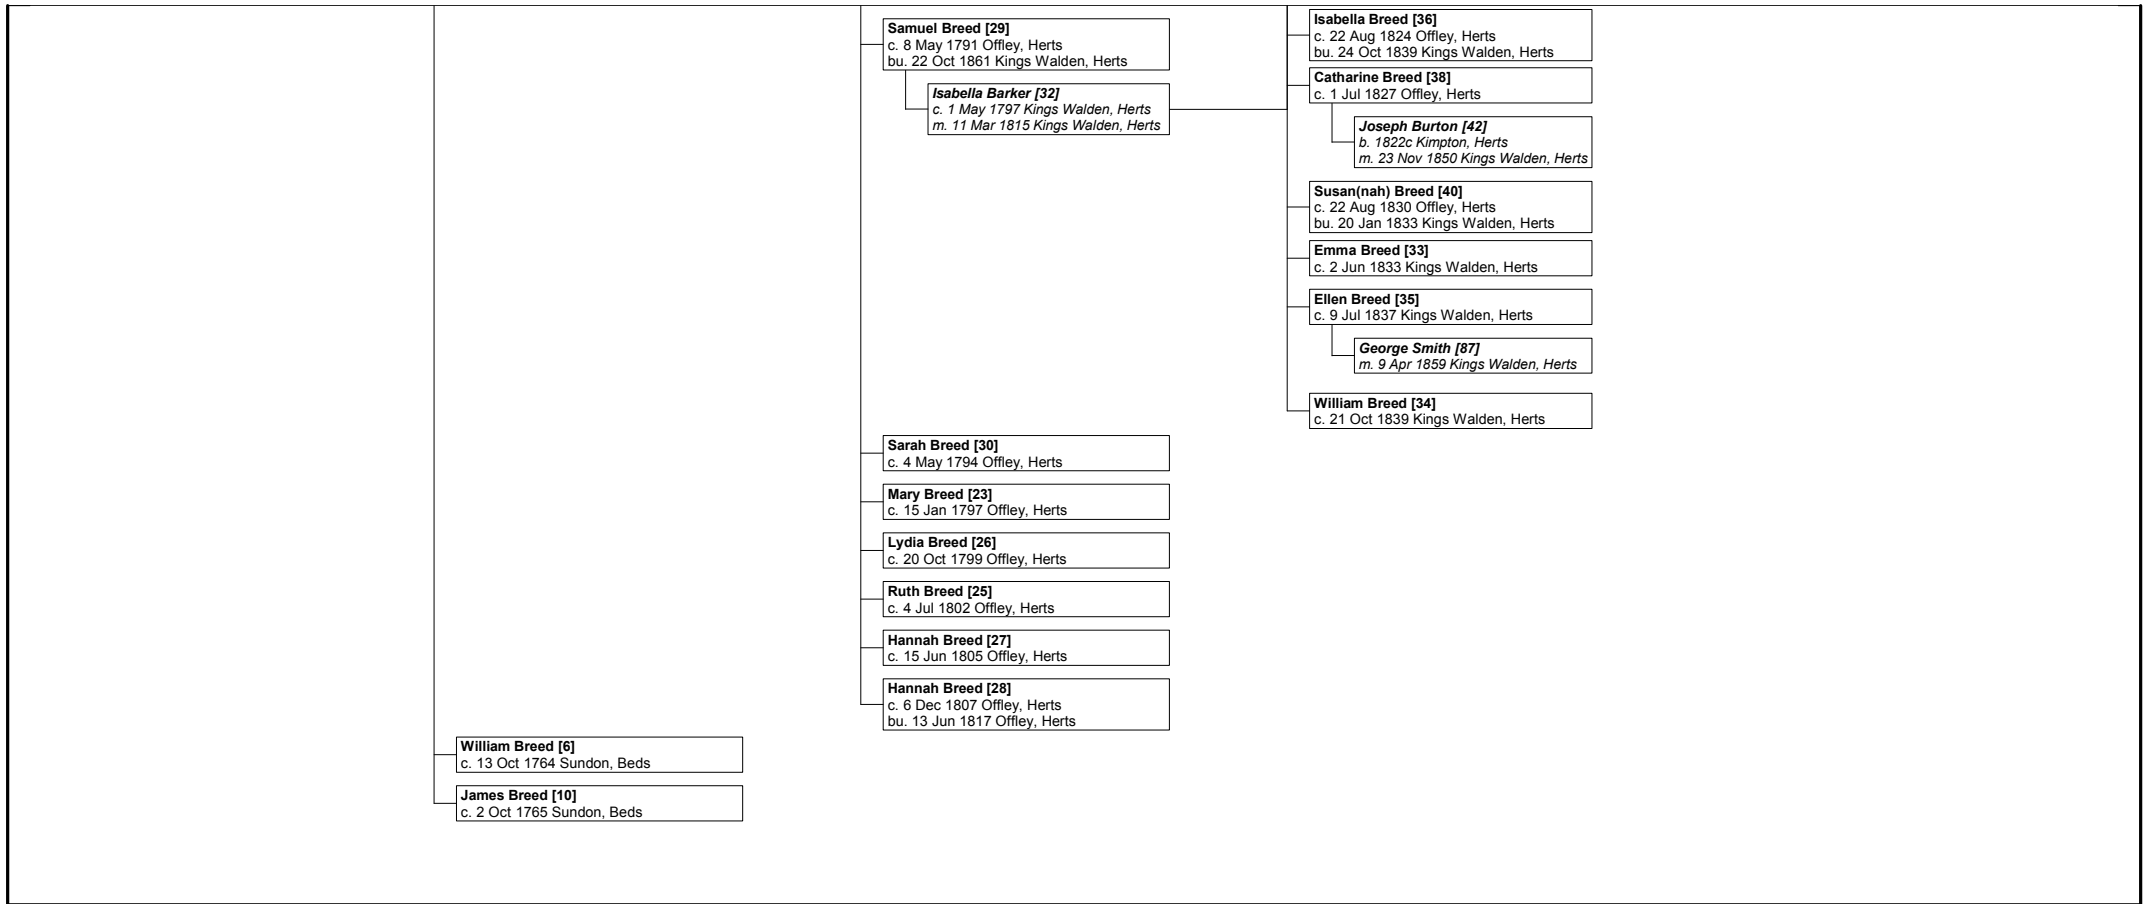 Samuel Breed [29]
c. 8 May 1791 Offley, Herts
bu. 22 Oct 1861 Kings Walden, Herts
Isabella Barker [32]
c. 1 May 1797 Kings Walden, Herts
m. 11 Mar 1815 Kings Walden, Herts
Isabella Breed [36]
c. 22 Aug 1824 Offley, Herts
bu. 24 Oct 1839 Kings Walden, Herts
Catharine Breed [38]
c. 1 Jul 1827 Offley, Herts
Joseph Burton [42]
b. 1822c Kimpton, Herts
m. 23 Nov 1850 Kings Walden, Herts
Susan(nah) Breed [40]
c. 22 Aug 1830 Offley, Herts
bu. 20 Jan 1833 Kings Walden, Herts
Emma Breed [33]
c. 2 Jun 1833 Kings Walden, Herts
Ellen Breed [35]
c. 9 Jul 1837 Kings Walden, Herts
George Smith [87]
m. 9 Apr 1859 Kings Walden, Herts
William Breed [34]
c. 21 Oct 1839 Kings Walden, Herts
Sarah Breed [30]
c. 4 May 1794 Offley, Herts
Mary Breed [23]
c. 15 Jan 1797 Offley, Herts
Lydia Breed [26]
c. 20 Oct 1799 Offley, Herts
Ruth Breed [25]
c. 4 Jul 1802 Offley, Herts
Hannah Breed [27]
c. 15 Jun 1805 Offley, Herts
Hannah Breed [28]
c. 6 Dec 1807 Offley, Herts
bu. 13 Jun 1817 Offley, Herts
William Breed [6]
c. 13 Oct 1764 Sundon, Beds
James Breed [10]
c. 2 Oct 1765 Sundon, Beds